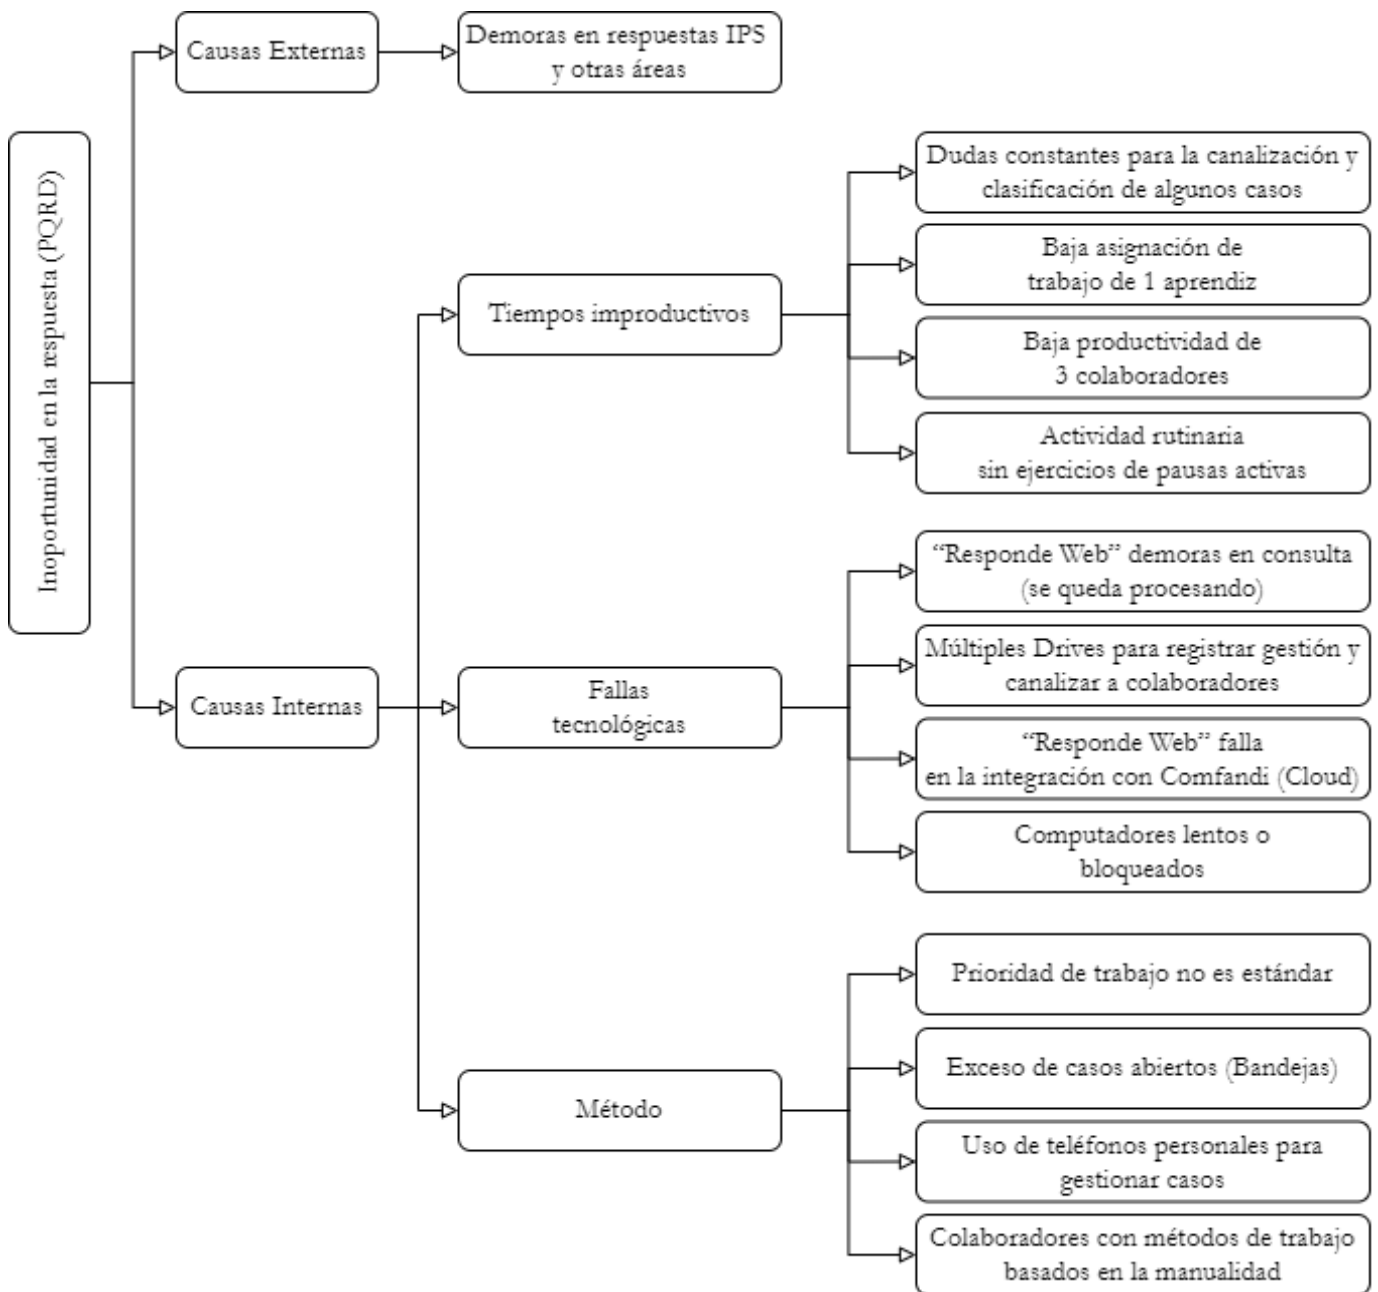 Inoportunidad en la respuesta (PQRD)
Causas Externas
Demoras en respuestas IPS
y otras áreas
Causas Internas
Tiempos improductivos
Dudas constantes para la canalización y
clasificación de algunos casos
Baja asignación de
trabajo de 1 aprendiz
Baja productividad de
3 colaboradores
Actividad rutinaria
sin ejercicios de pausas activas
Fallas
tecnológicas
“Responde Web” demoras en consulta
(se queda procesando)
Múltiples Drives para registrar gestión y
canalizar a colaboradores
“Responde Web” falla
en la integración con Comfandi (Cloud)
Computadores lentos o
bloqueados
Método
Prioridad de trabajo no es estándar
Exceso de casos abiertos (Bandejas)
Uso de teléfonos personales para
gestionar casos
Colaboradores con métodos de trabajo
basados en la manualidad